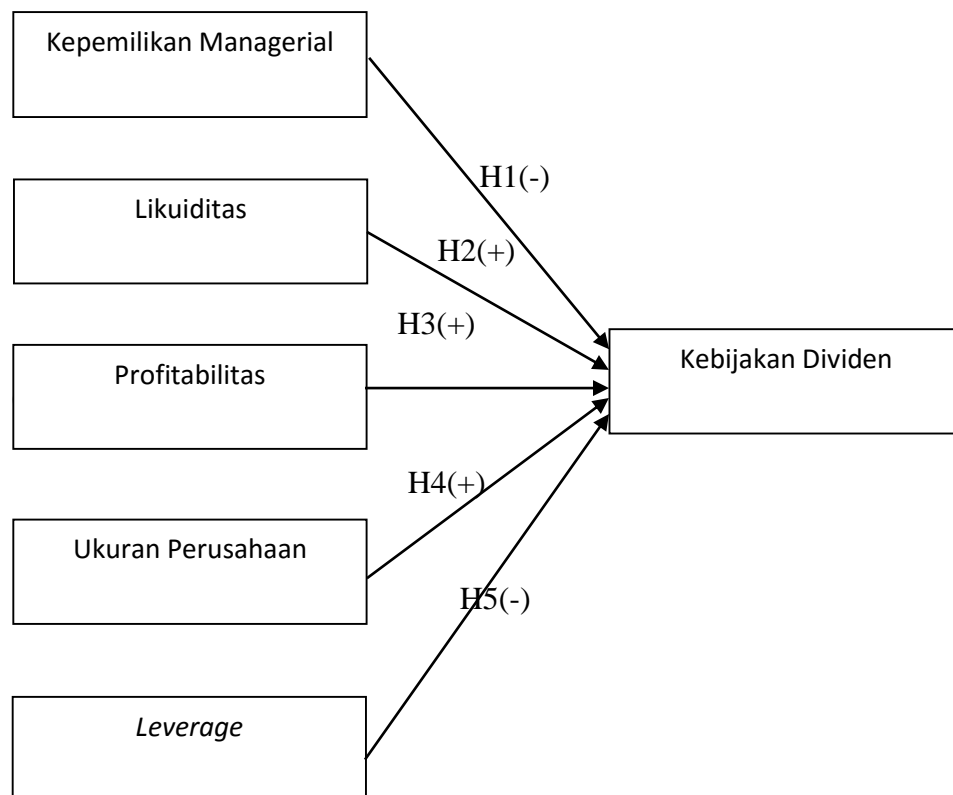 Kepemilikan Managerial
H1(-)
Likuiditas
H2(+)
H3(+)
Profitabilitas
Kebijakan Dividen
H4(+)
Ukuran Perusahaan
H5(-)
Leverage